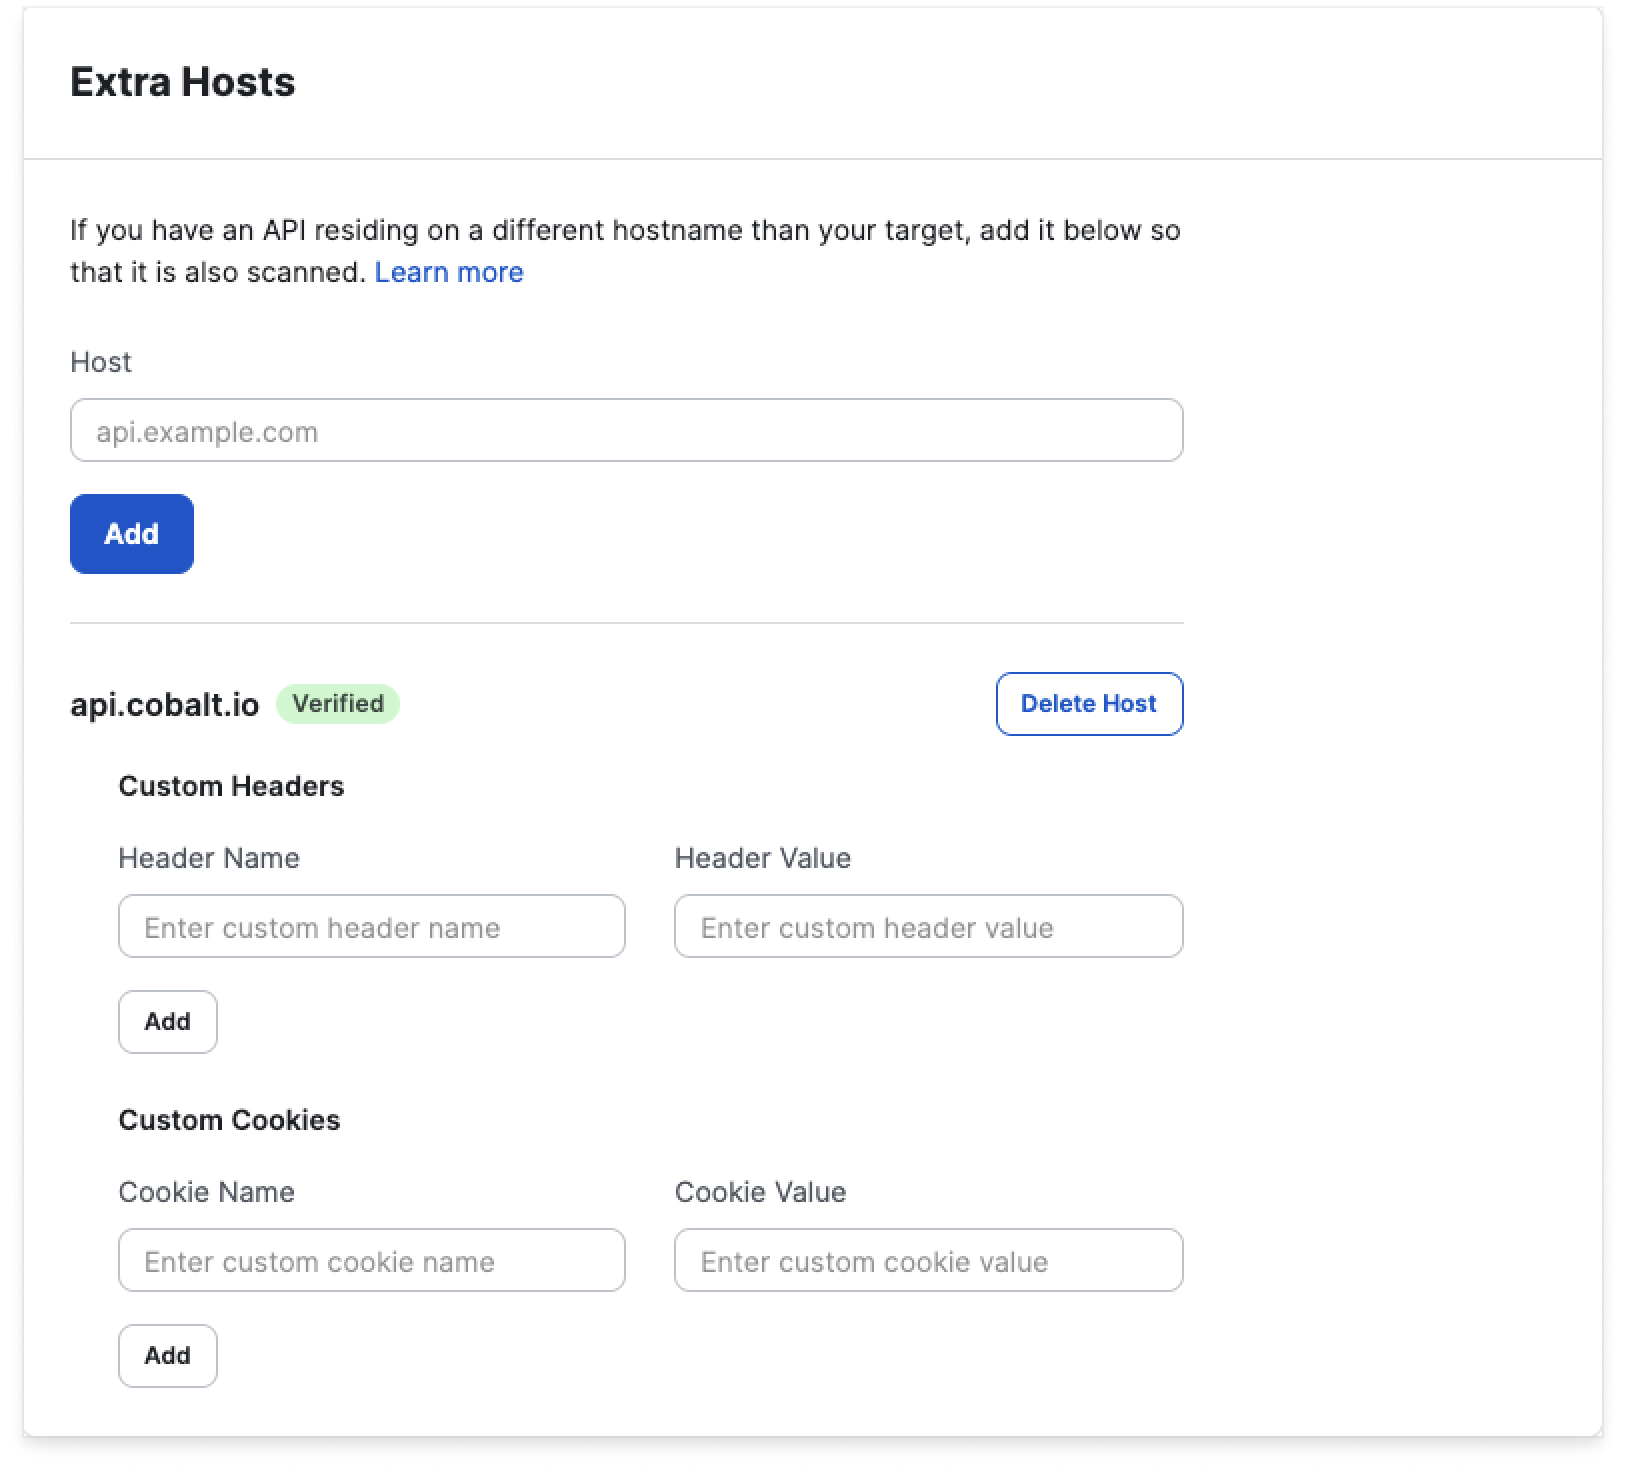 Extra Hosts
If you have an API residing on a different hostname than your target, add it below so
that it is also scanned. Learn more
Host
api.example.com
Add
api.cobalt.io Verified Delete Host
Custom Headers
Header Name Header Value
Enter custom header name Enter custom header value
Add
Custom Cookies
Cookie Name Cookie Value
Enter custom cookie name Enter custom cookie value
Add